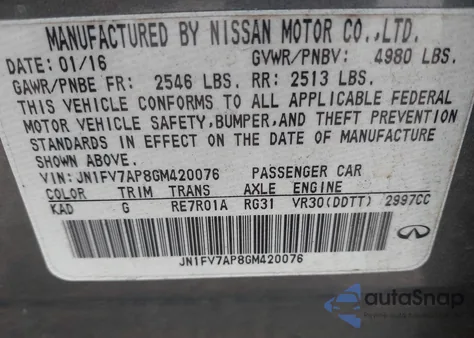 MANUFACTURED BY NISSAN MOTOR CO.,LTD.
DATE: 01/16 GVWR/PNBV: 4980 LBS.
GAWR/PNBE FR: 2546 LBS. RR: 2513 LBS.
THIS VEHICLE CONFORMS TO ALL APPLICABLE FEDERAL
MOTOR VEHICLE SAFETY, BUMPER, AND THEFT PREVENTION
STANDARDS IN EFFECT ON THE DATE OF MANUFACTURE
SHOWN ABOVE.
VIN: JN1FV7AP8GM420076 PASSENGER CAR
COLOR TRIM TRANS AXLE ENGINE
KAD G RE7R01A RG31 VR30(DDTT) 2997CC
JN1FV7AP8GM420076
autoSnap